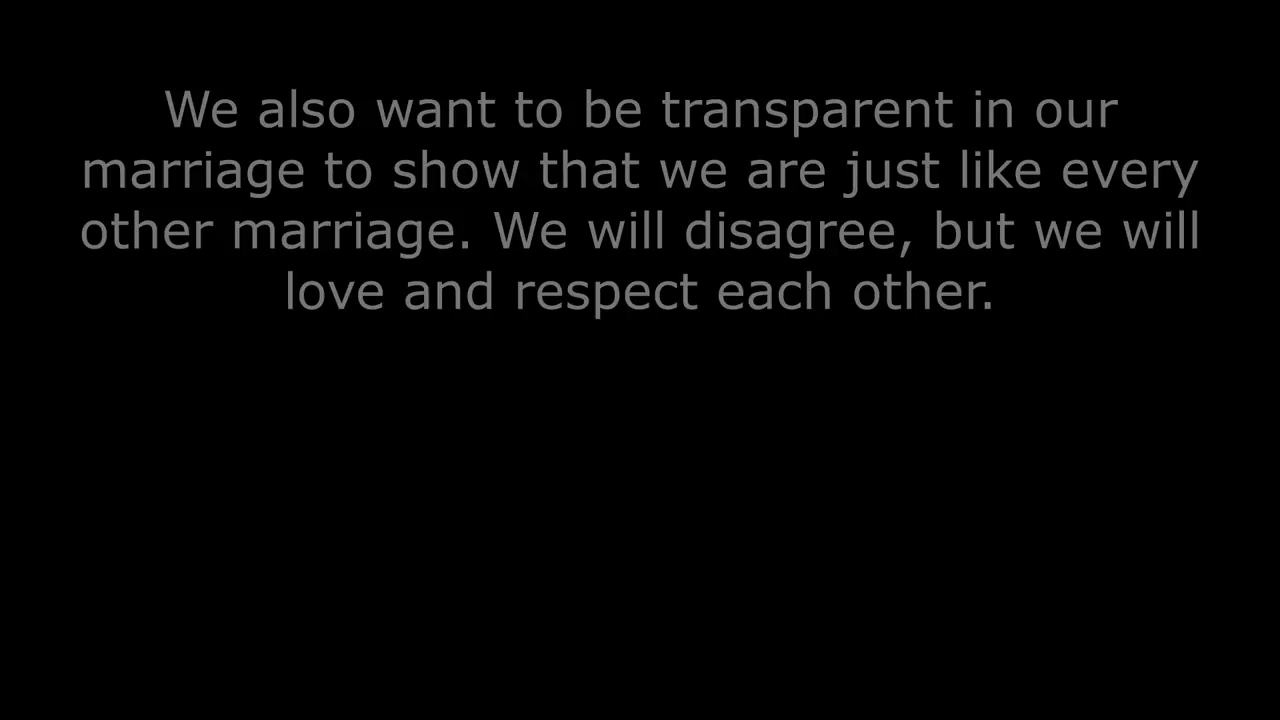 We also want to be transparent in our
marriage to show that we are just like every
other marriage. We will disagree, but we will
love and respect each other.